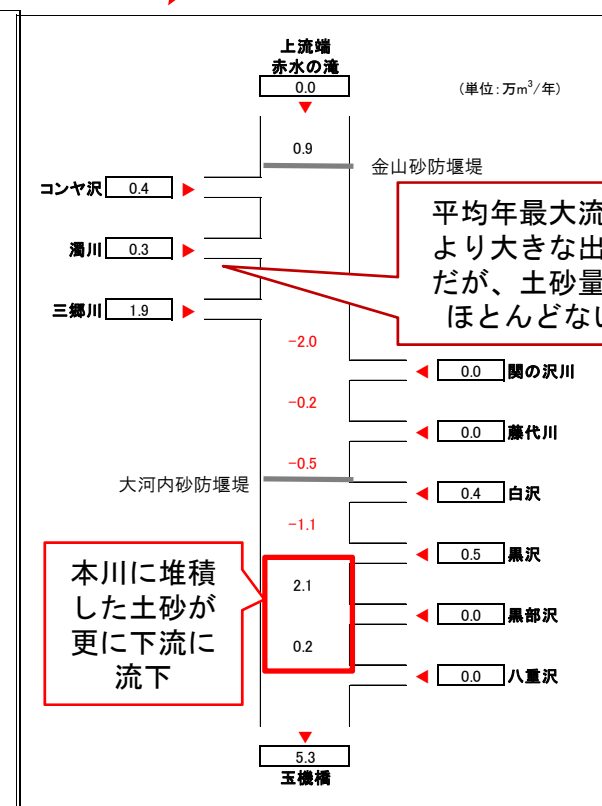 上流端
赤水の滝
0.0
(単位:万m³/年)
0.9
金山砂防堰堤
コンヤ沢 0.4
平均年最大流
より大きな出
だが、土砂量
ほとんどない
濁川 0.3
三郷川 1.9
-2.0
0.0 関の沢川
-0.2
0.0 藤代川
-0.5
大河内砂防堰堤
0.4 白沢
-1.1
0.5 黒沢
本川に堆積
した土砂が
更に下流に
流下
2.1
0.0 黒部沢
0.2
0.0 八重沢
5.3
玉機橋